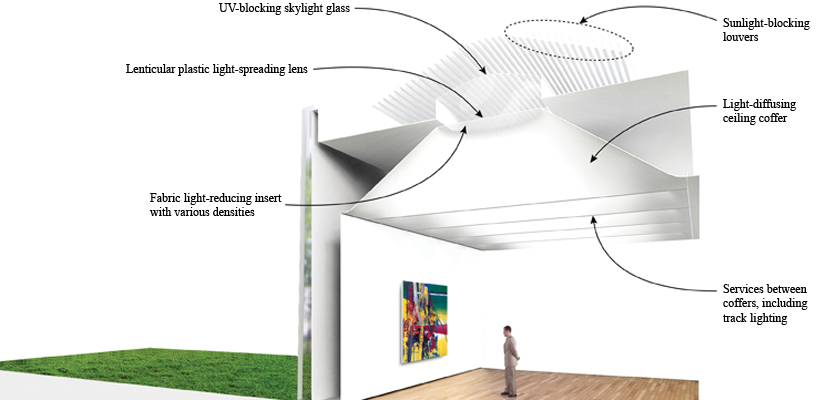 UV-blocking skylight glass
Sunlight-blocking
louvers
Lenticular plastic light-spreading lens
Light-diffusing
ceiling coffer
Fabric light-reducing insert
with various densities
Services between
coffers, including
track lighting